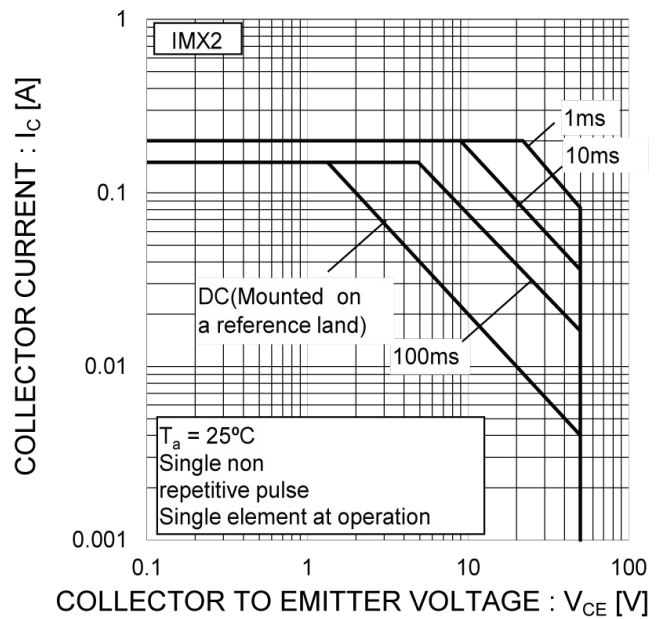 IMX2
COLLECTOR CURRENT : IC [A]
1
0.1
0.01
0.001
1ms
10ms
DC(Mounted on
a reference land)
100ms
Ta = 25ºC
Single non
repetitive pulse
Single element at operation
0.1
1
10
100
COLLECTOR TO EMITTER VOLTAGE : VCE [V]